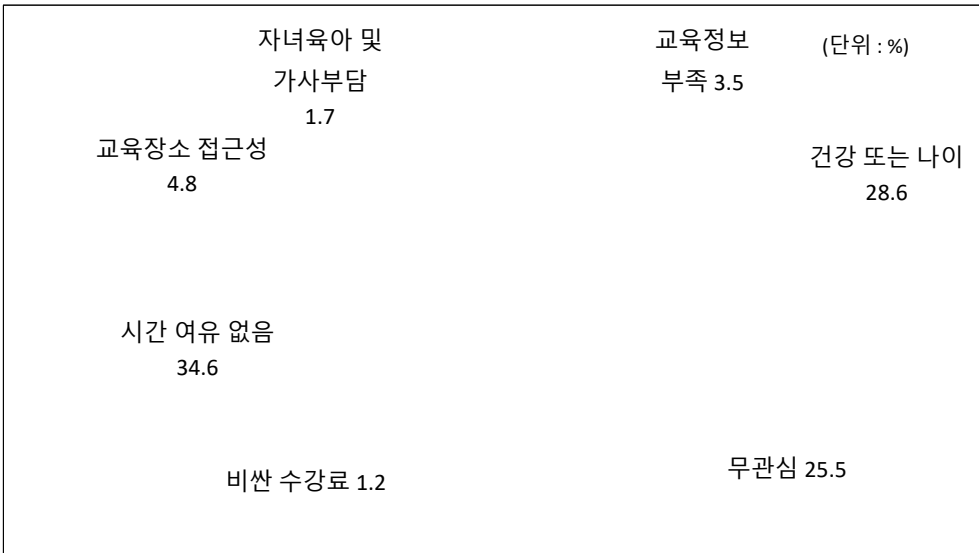 자녀육아 및
가사부담
1.7
교육정보
부족 3.5
(단위 : %)
교육장소 접근성
4.8
건강 또는 나이
28.6
시간 여유 없음
34.6
비싼 수강료 1.2
무관심 25.5